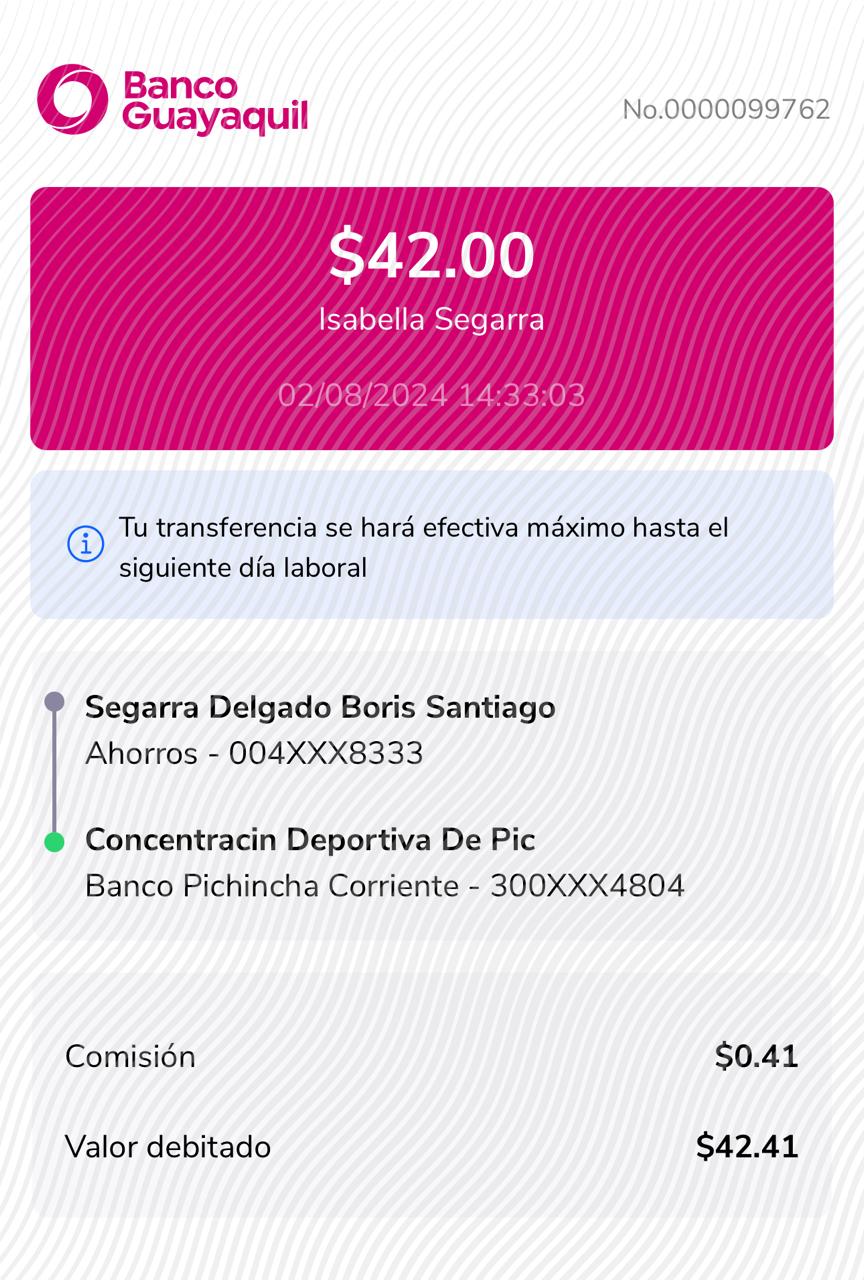 Banco
Guayaquil
No.0000099762
$42.00
Isabella Segarra
02/08/2024 14:33:03
Tu transferencia se hará efectiva máximo hasta el
siguiente día laboral
Segarra Delgado Boris Santiago
Ahorros - 004XXX8333
Concentracin Deportiva De Pic
Banco Pichincha Corriente - 300XXX4804
Comisión $0.41
Valor debitado $42.41